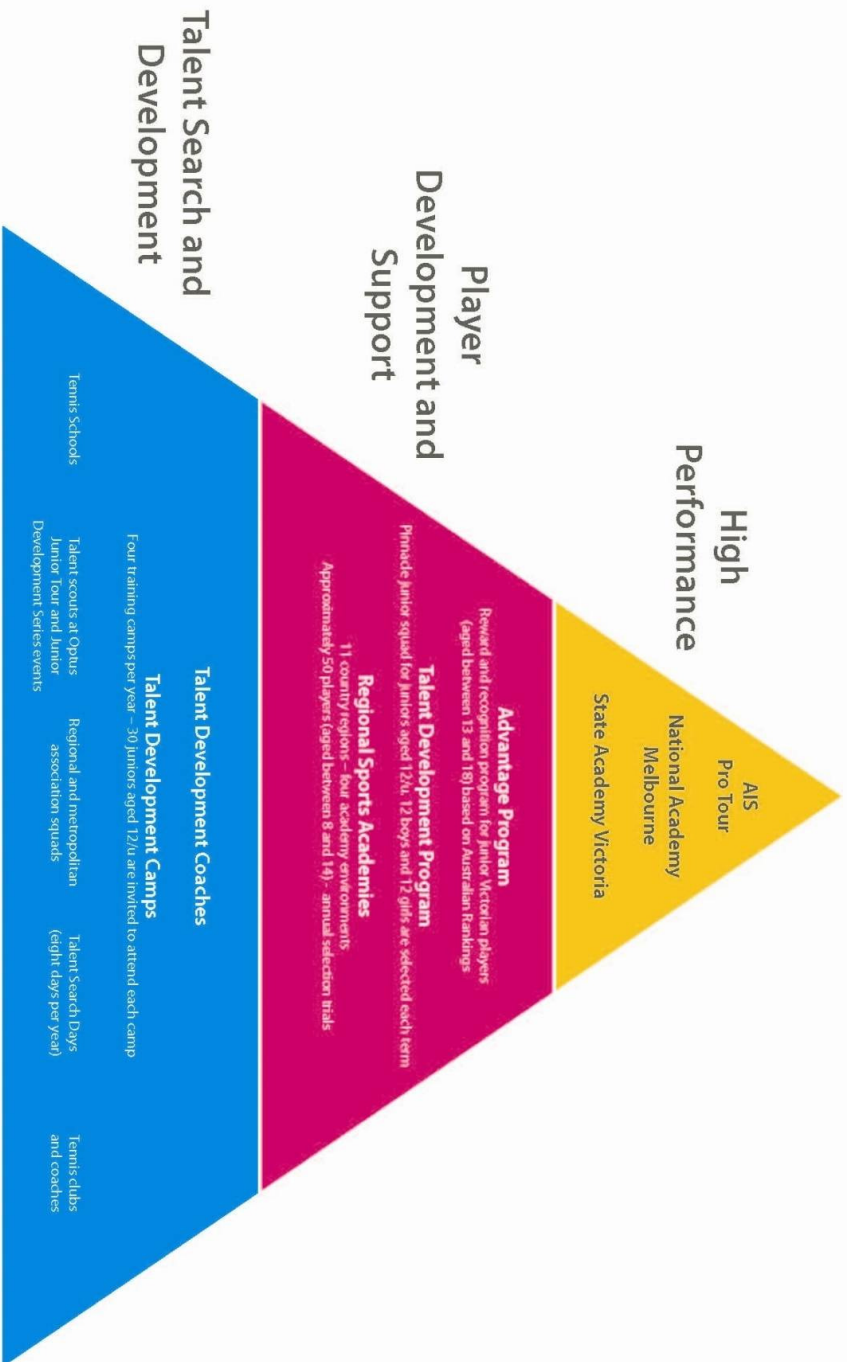 High
Performance
AIS
Pro Tour
National Academy
Melbourne
State Academy Victoria
Player
Development and
Support
Advantage Program
Reward and recognition program for junior Victorian players
(aged between 13 and 18) based on Australian Rankings
Talent Development Program
Pinnacle junior squad for juniors aged 12/u. 12 boys and 12 girls are selected each term
Regional Sports Academies
11 country regions – four academy environments
Approximately 50 players (aged between 8 and 14) - annual selection trials
Talent Search and
Development
Talent Development Coaches
Talent Development Camps
Four training camps per year – 30 juniors aged 12/u are invited to attend each camp
Tennis Schools
Talent scouts at Optus
Junior Tour and Junior
Development Series events
Regional and metropolitan
association squads
Talent Search Days
(eight days per year)
Tennis clubs
and coaches